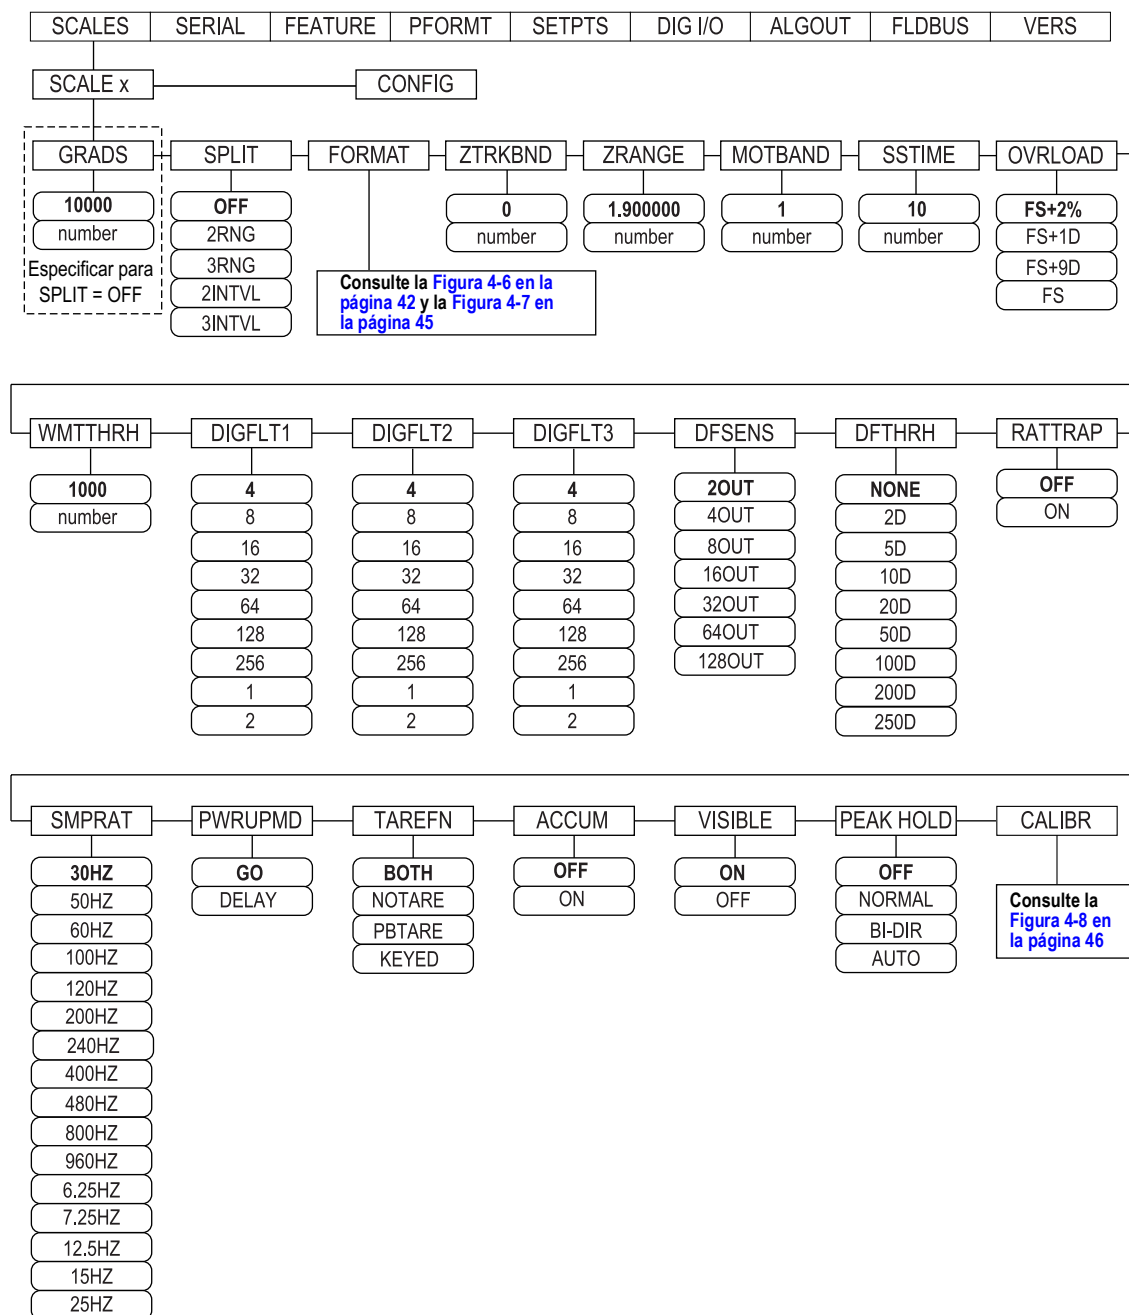 SCALES SERIAL FEATURE PFORMT SETPTS DIG I/O ALGOUT FLDBUS VERS
SCALE x CONFIG
GRADS SPLIT FORMAT ZTRKBND ZRANGE MOTBAND SSTIME OVRLOAD
10000
number
Especificar para
SPLIT = OFF
OFF
2RNG
3RNG
2INTVL
3INTVL
Consulte la Figura 4-6 en la
página 42 y la Figura 4-7 en
la página 45
0
number
1.900000
number
1
number
10
number
FS+2%
FS+1D
FS+9D
FS
WMTTHRH DIGFLT1 DIGFLT2 DIGFLT3 DFSENS DFTHRH RATTRAP
1000
number
4
8
16
32
64
128
256
1
2
4
8
16
32
64
128
256
1
2
4
8
16
32
64
128
256
1
2
2OUT
4OUT
8OUT
16OUT
32OUT
64OUT
128OUT
NONE
2D
5D
10D
20D
50D
100D
200D
250D
OFF
ON
SMPRAT PWRUPMD TAREFN ACCUM VISIBLE PEAK HOLD CALIBR
30HZ
50HZ
60HZ
100HZ
120HZ
200HZ
240HZ
400HZ
480HZ
800HZ
960HZ
6.25HZ
7.25HZ
12.5HZ
15HZ
25HZ
GO
DELAY
BOTH
NOTARE
PBTARE
KEYED
OFF
ON
ON
OFF
OFF
NORMAL
BI-DIR
AUTO
Consulte la
Figura 4-8 en
la página 46